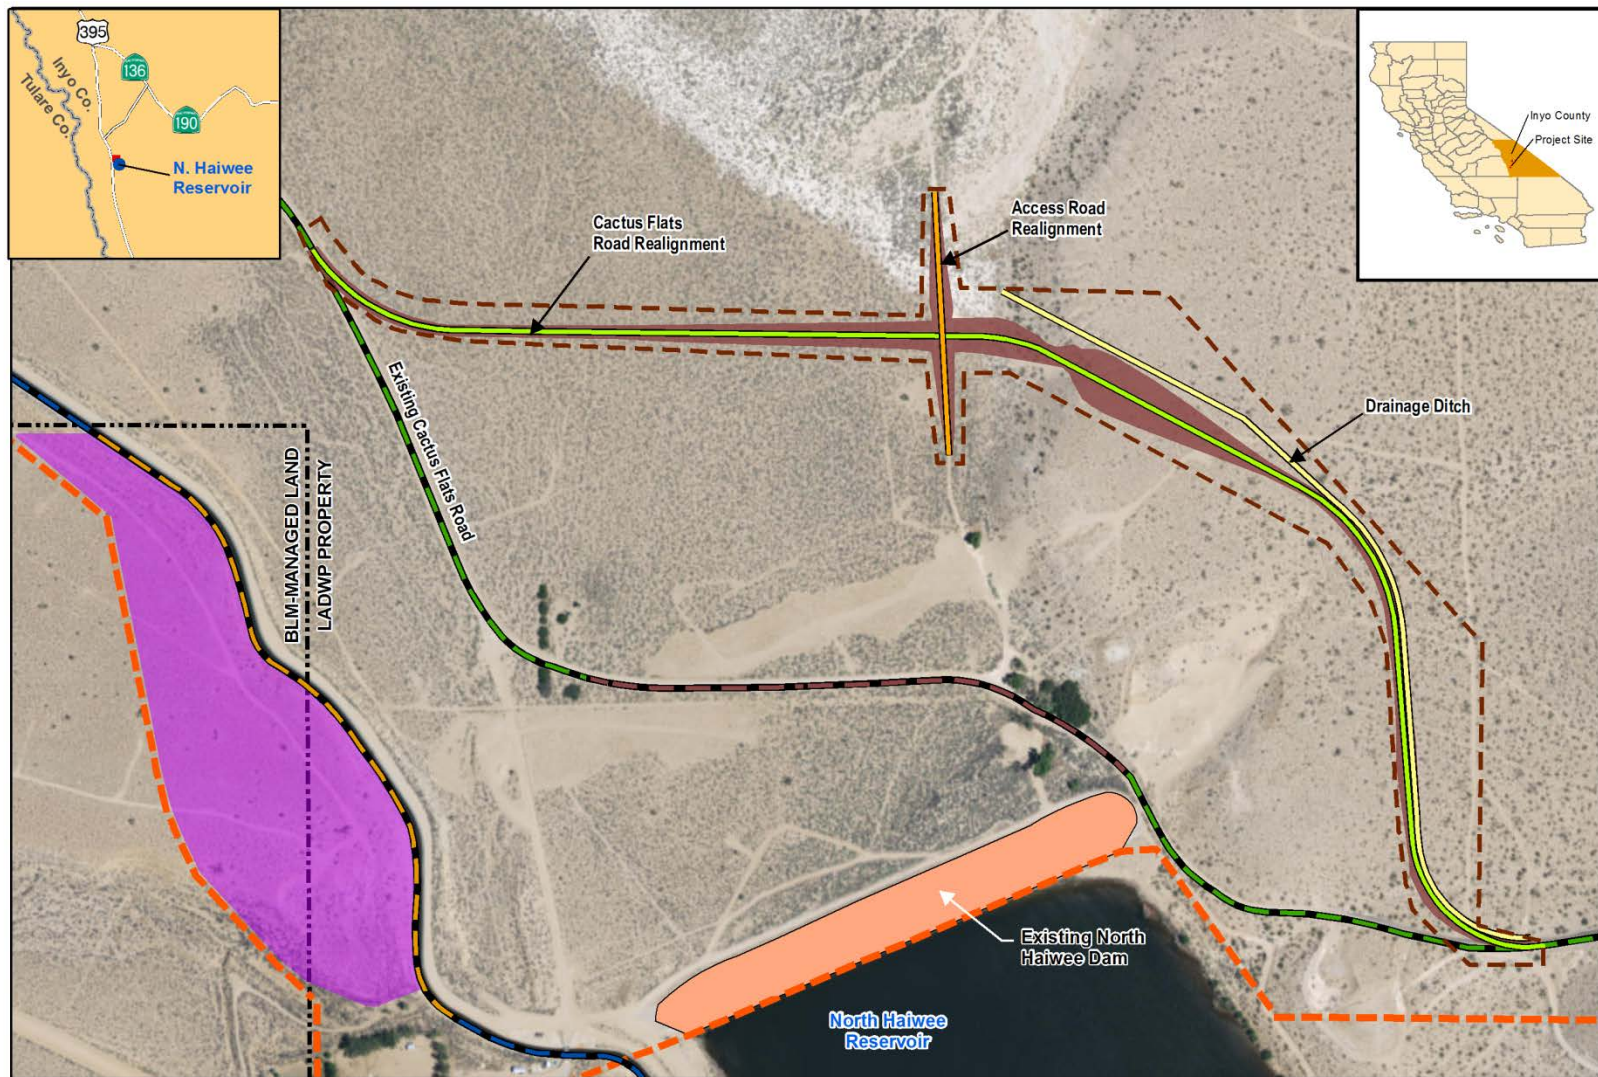 395
136
190
Inyo Co.
Tulare Co.
N. Haiwee
Reservoir
Inyo County
Project Site
Cactus Flats
Road Realignment
Access Road
Realignment
Drainage Ditch
Existing Cactus Flats Road
BLM-MANAGED LAND
LADWP PROPERTY
Existing North
Haiwee Dam
North Haiwee
Reservoir